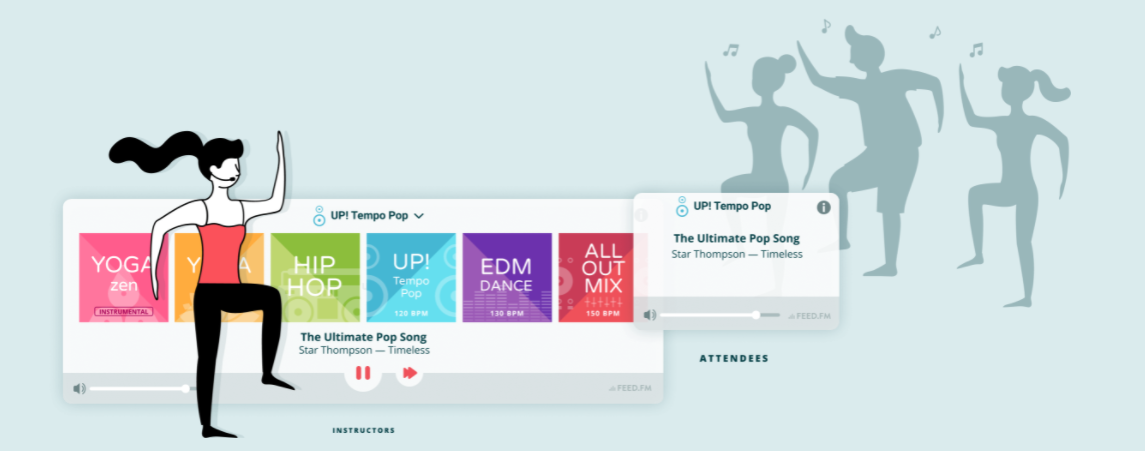 UP! Tempo Pop
YOGA
zen
INSTRUMENTAL
HIP
HOP
UP!
Tempo
Pop
128 BPM
EDM
DANCE
130 BPM
ALL
OUT
MIX
150 BPM
The Ultimate Pop Song
Star Thompson — Timeless
FEED.FM
INSTRUCTORS
UP! Tempo Pop
The Ultimate Pop Song
Star Thompson — Timeless
FEED.FM
ATTENDEES